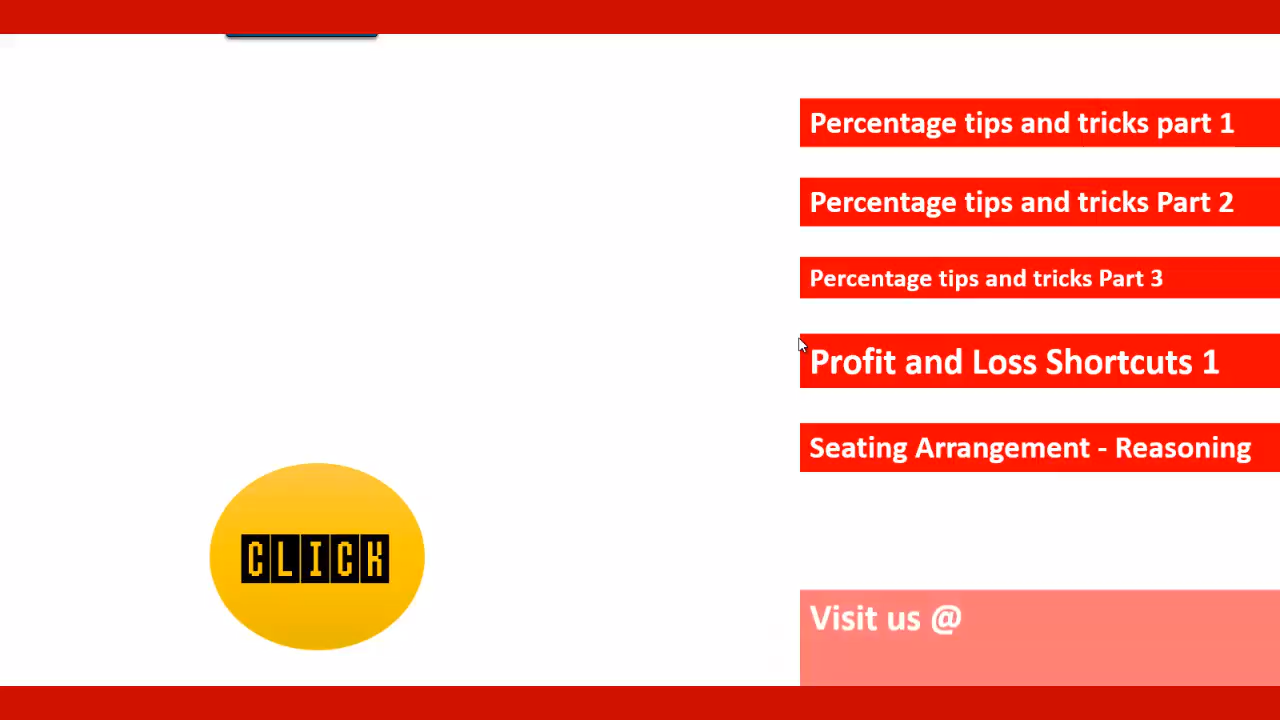 Percentage tips and tricks part 1
Percentage tips and tricks Part 2
Percentage tips and tricks Part 3
Profit and Loss Shortcuts 1
Seating Arrangement - Reasoning
CLICK
Visit us @